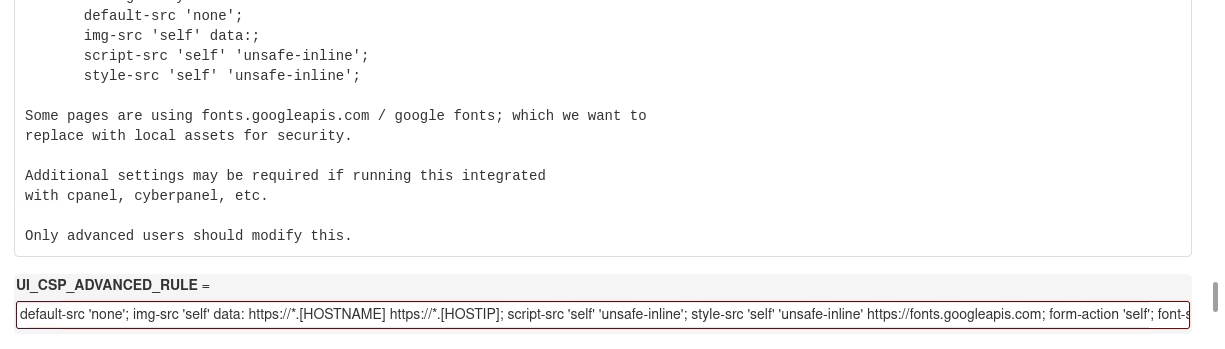 default-src 'none';
img-src 'self' data:;
script-src 'self' 'unsafe-inline';
style-src 'self' 'unsafe-inline';
Some pages are using fonts.googleapis.com / google fonts; which we want to
replace with local assets for security.
Additional settings may be required if running this integrated
with cpanel, cyberpanel, etc.
Only advanced users should modify this.
UI_CSP_ADVANCED_RULE =
default-src 'none'; img-src 'self' data: https://*.[HOSTNAME] https://*.[HOSTIP]; script-src 'self' 'unsafe-inline'; style-src 'self' 'unsafe-inline' https://fonts.googleapis.com; form-action 'self'; font-s